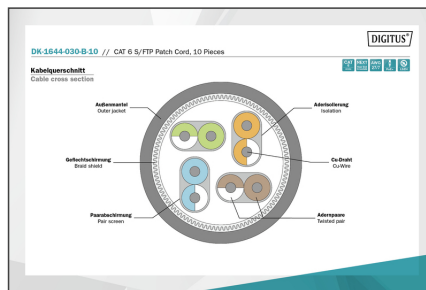 DIGITUS®
DK-1644-030-B-10 // CAT 6 S/FTP Patch Cord, 10 Pieces
Kabelquerschnitt
Cable cross section
Außenmantel
Outer jacket
Aderisolierung
Isolation
Geflechtschirmung
Braid shield
Cu-Draht
Cu-Wire
Paarabschirmung
Pair screen
Adernpaare
Twisted pair